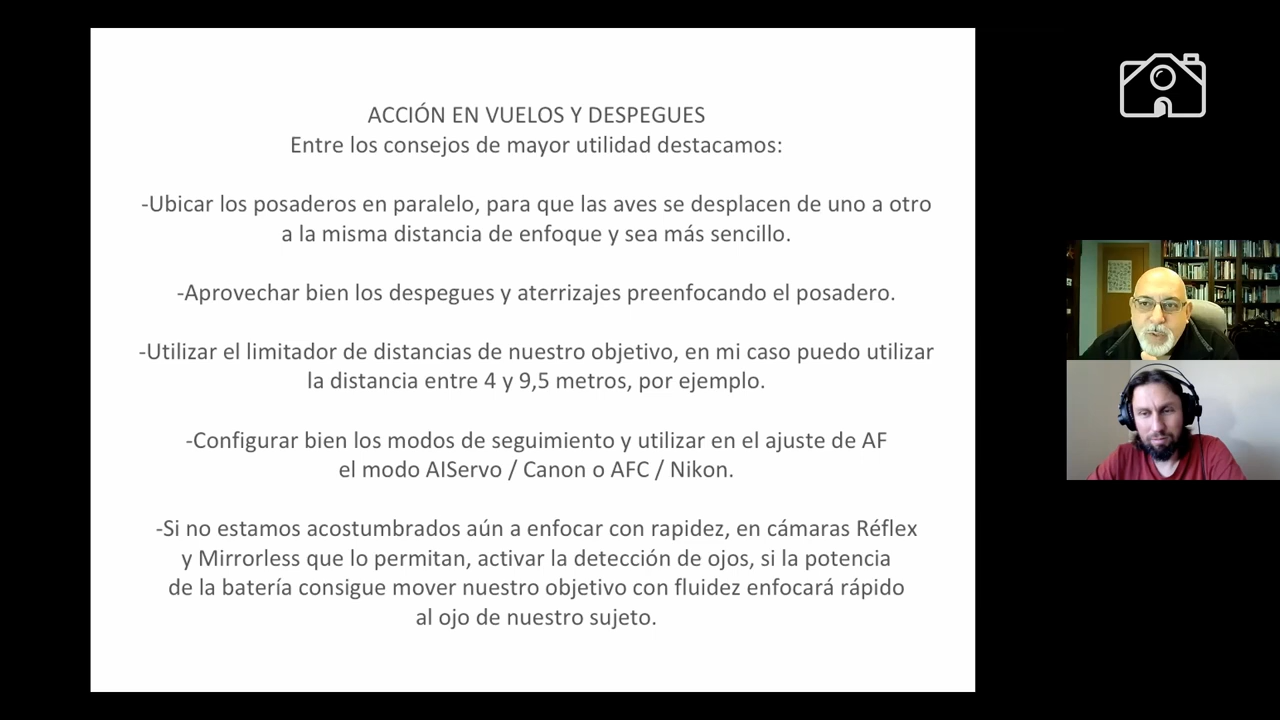 ACCIÓN EN VUELOS Y DESPEGUES
Entre los consejos de mayor utilidad destacamos:
-Ubicar los posaderos en paralelo, para que las aves se desplacen de uno a otro
a la misma distancia de enfoque y sea más sencillo.
-Aprovechar bien los despegues y aterrizajes preenfocando el posadero.
-Utilizar el limitador de distancias de nuestro objetivo, en mi caso puedo utilizar
la distancia entre 4 y 9,5 metros, por ejemplo.
-Configurar bien los modos de seguimiento y utilizar en el ajuste de AF
el modo AIServo / Canon o AFC / Nikon.
-Si no estamos acostumbrados aún a enfocar con rapidez, en cámaras Réflex
y Mirrorless que lo permitan, activar la detección de ojos, si la potencia
de la batería consigue mover nuestro objetivo con fluidez enfocará rápido
al ojo de nuestro sujeto.